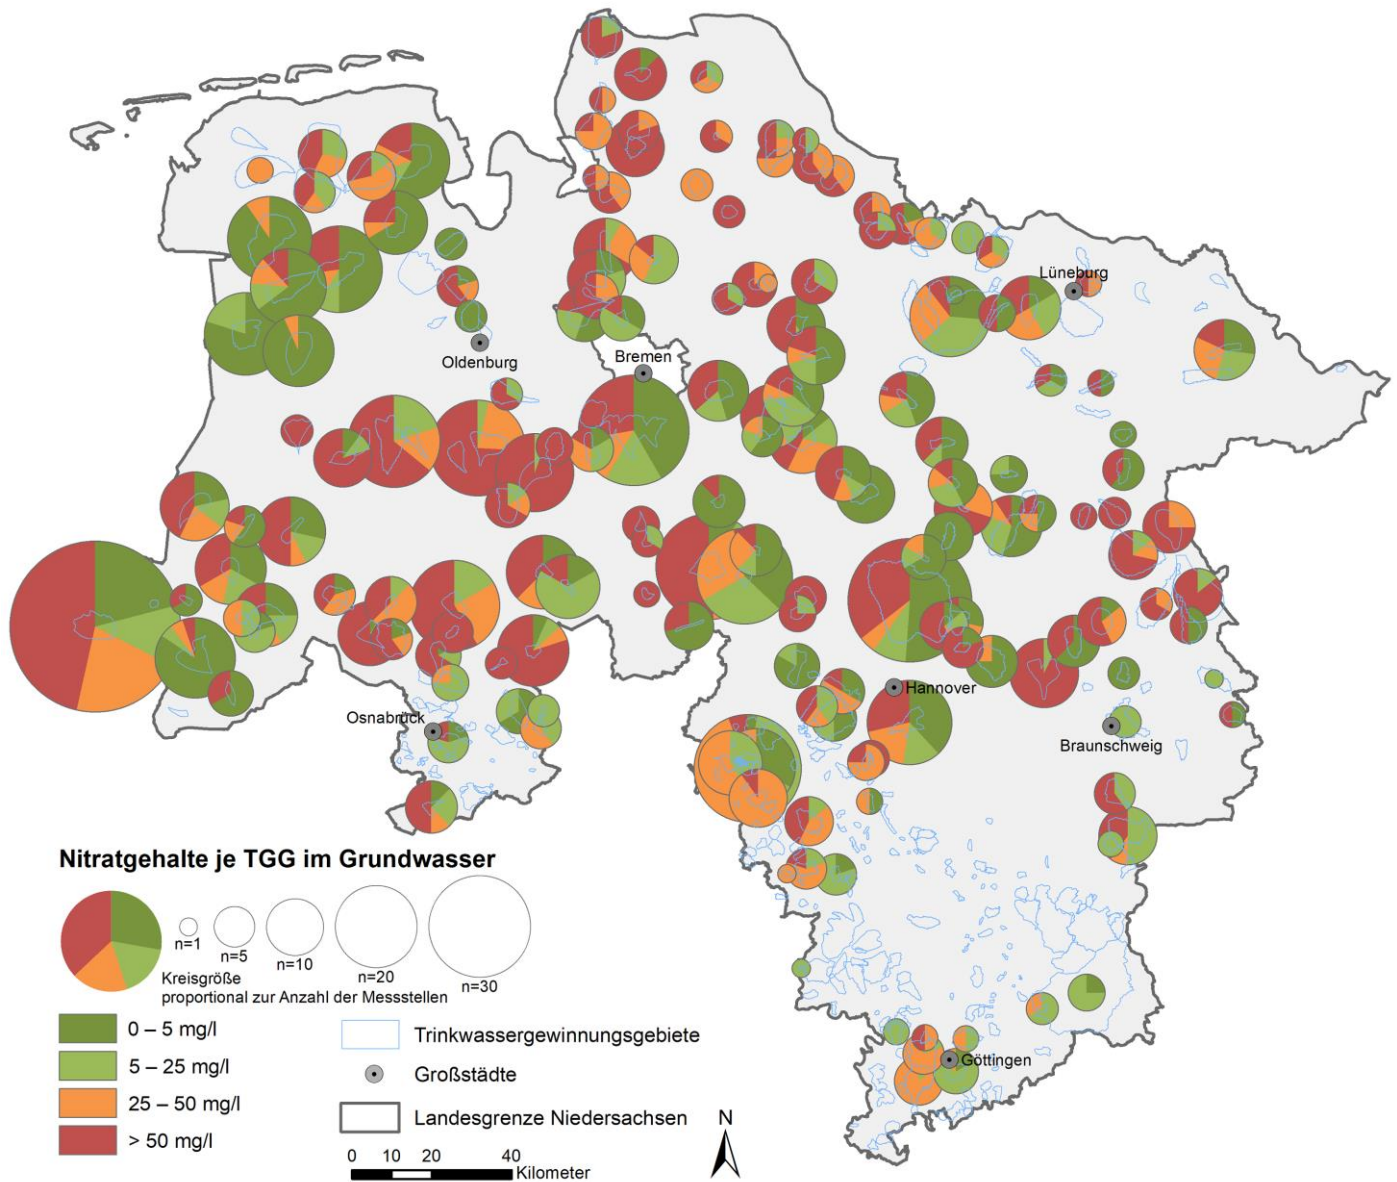 Lüneburg
Oldenburg
Bremen
Hannover
Osnabrück
Braunschweig
Göttingen
Nitratgehalte je TGG im Grundwasser
n=1
n=5
n=10
n=20
n=30
Kreisgröße
proportional zur Anzahl der Messstellen
0 – 5 mg/l
5 – 25 mg/l
25 – 50 mg/l
> 50 mg/l
Trinkwassergewinnungsgebiete
Großstädte
Landesgrenze Niedersachsen
0 10 20 40
Kilometer
N